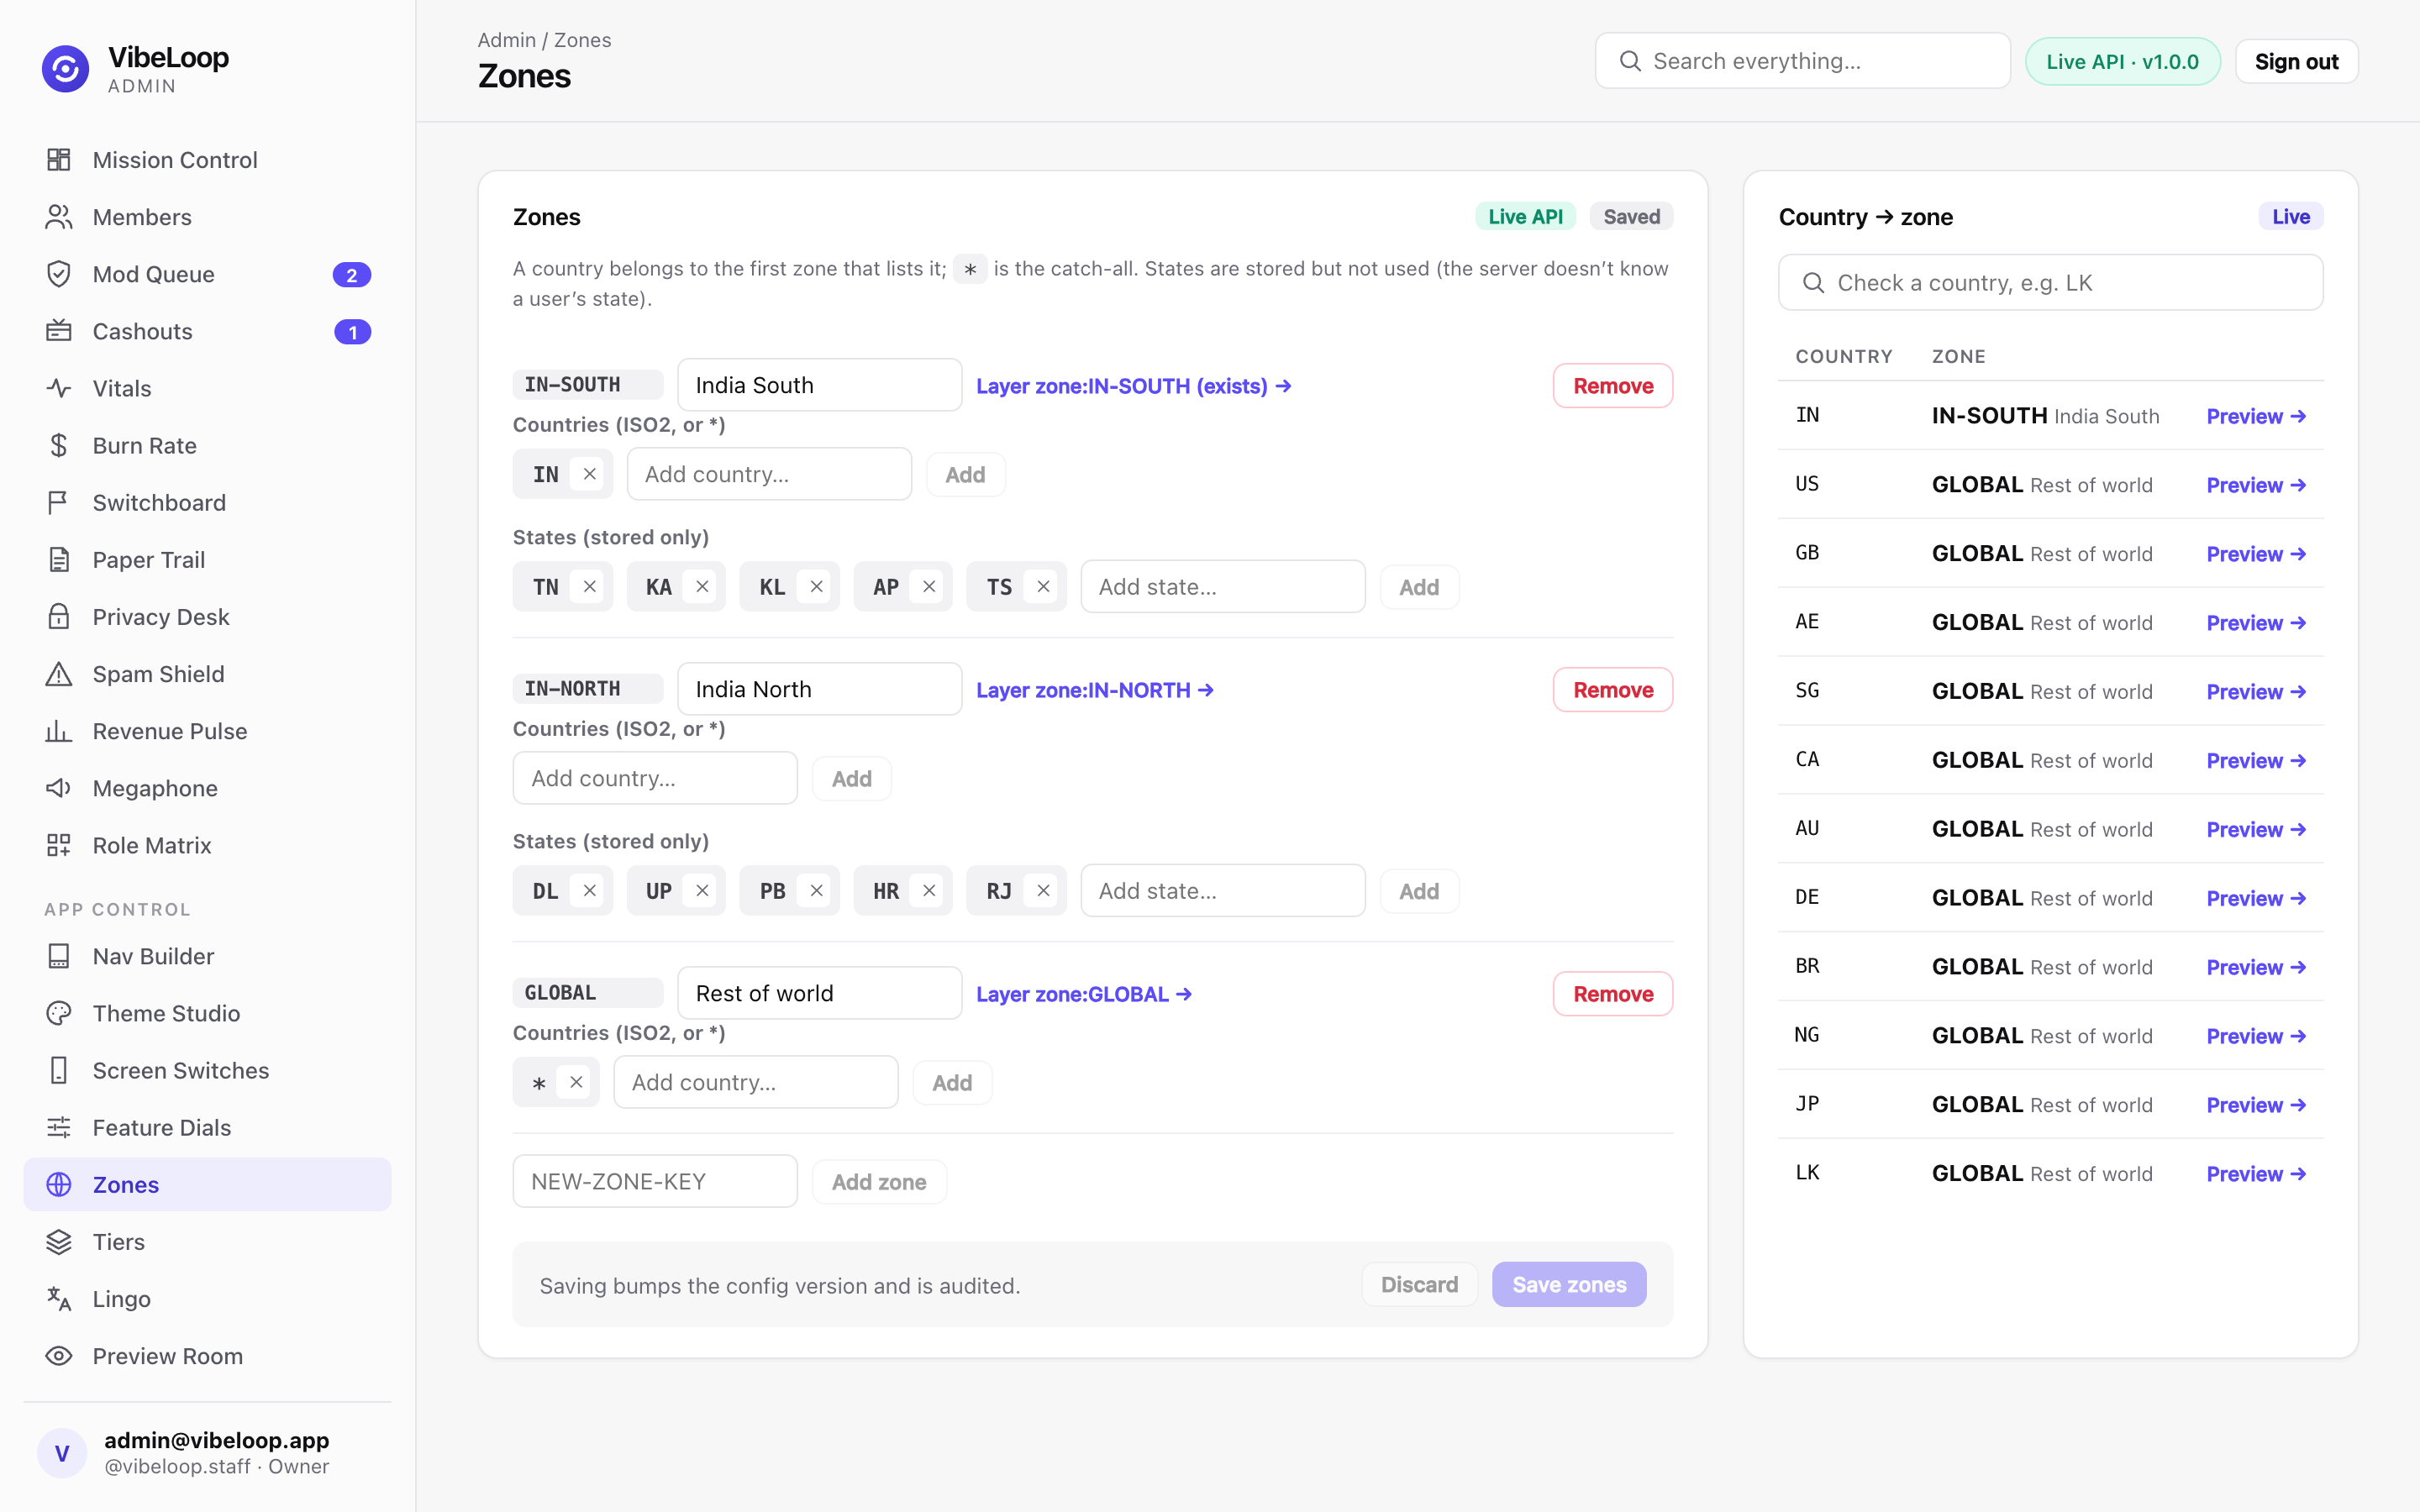 VibeLoop
ADMIN
Mission Control
Members
Mod Queue 2
Cashouts 1
Vitals
Burn Rate
Switchboard
Paper Trail
Privacy Desk
Spam Shield
Revenue Pulse
Megaphone
Role Matrix
APP CONTROL
Nav Builder
Theme Studio
Screen Switches
Feature Dials
Zones
Tiers
Lingo
Preview Room
V
admin@vibeloop.app
@vibeloop.staff · Owner
Admin / Zones
Zones
Search everything...
Live API · v1.0.0
Sign out
Zones
Live API
Saved
A country belongs to the first zone that lists it; * is the catch-all. States are stored but not used (the server doesn’t know
a user’s state).
IN-SOUTH India South Layer zone:IN-SOUTH (exists) → Remove
Countries (ISO2, or *)
IN × Add country... Add
States (stored only)
TN × KA × KL × AP × TS × Add state... Add
IN-NORTH India North Layer zone:IN-NORTH → Remove
Countries (ISO2, or *)
Add country... Add
States (stored only)
DL × UP × PB × HR × RJ × Add state... Add
GLOBAL Rest of world Layer zone:GLOBAL → Remove
Countries (ISO2, or *)
* × Add country... Add
NEW-ZONE-KEY Add zone
Saving bumps the config version and is audited. Discard Save zones
Country → zone Live
Check a country, e.g. LK
COUNTRY ZONE
IN IN-SOUTH India South Preview →
US GLOBAL Rest of world Preview →
GB GLOBAL Rest of world Preview →
AE GLOBAL Rest of world Preview →
SG GLOBAL Rest of world Preview →
CA GLOBAL Rest of world Preview →
AU GLOBAL Rest of world Preview →
DE GLOBAL Rest of world Preview →
BR GLOBAL Rest of world Preview →
NG GLOBAL Rest of world Preview →
JP GLOBAL Rest of world Preview →
LK GLOBAL Rest of world Preview →